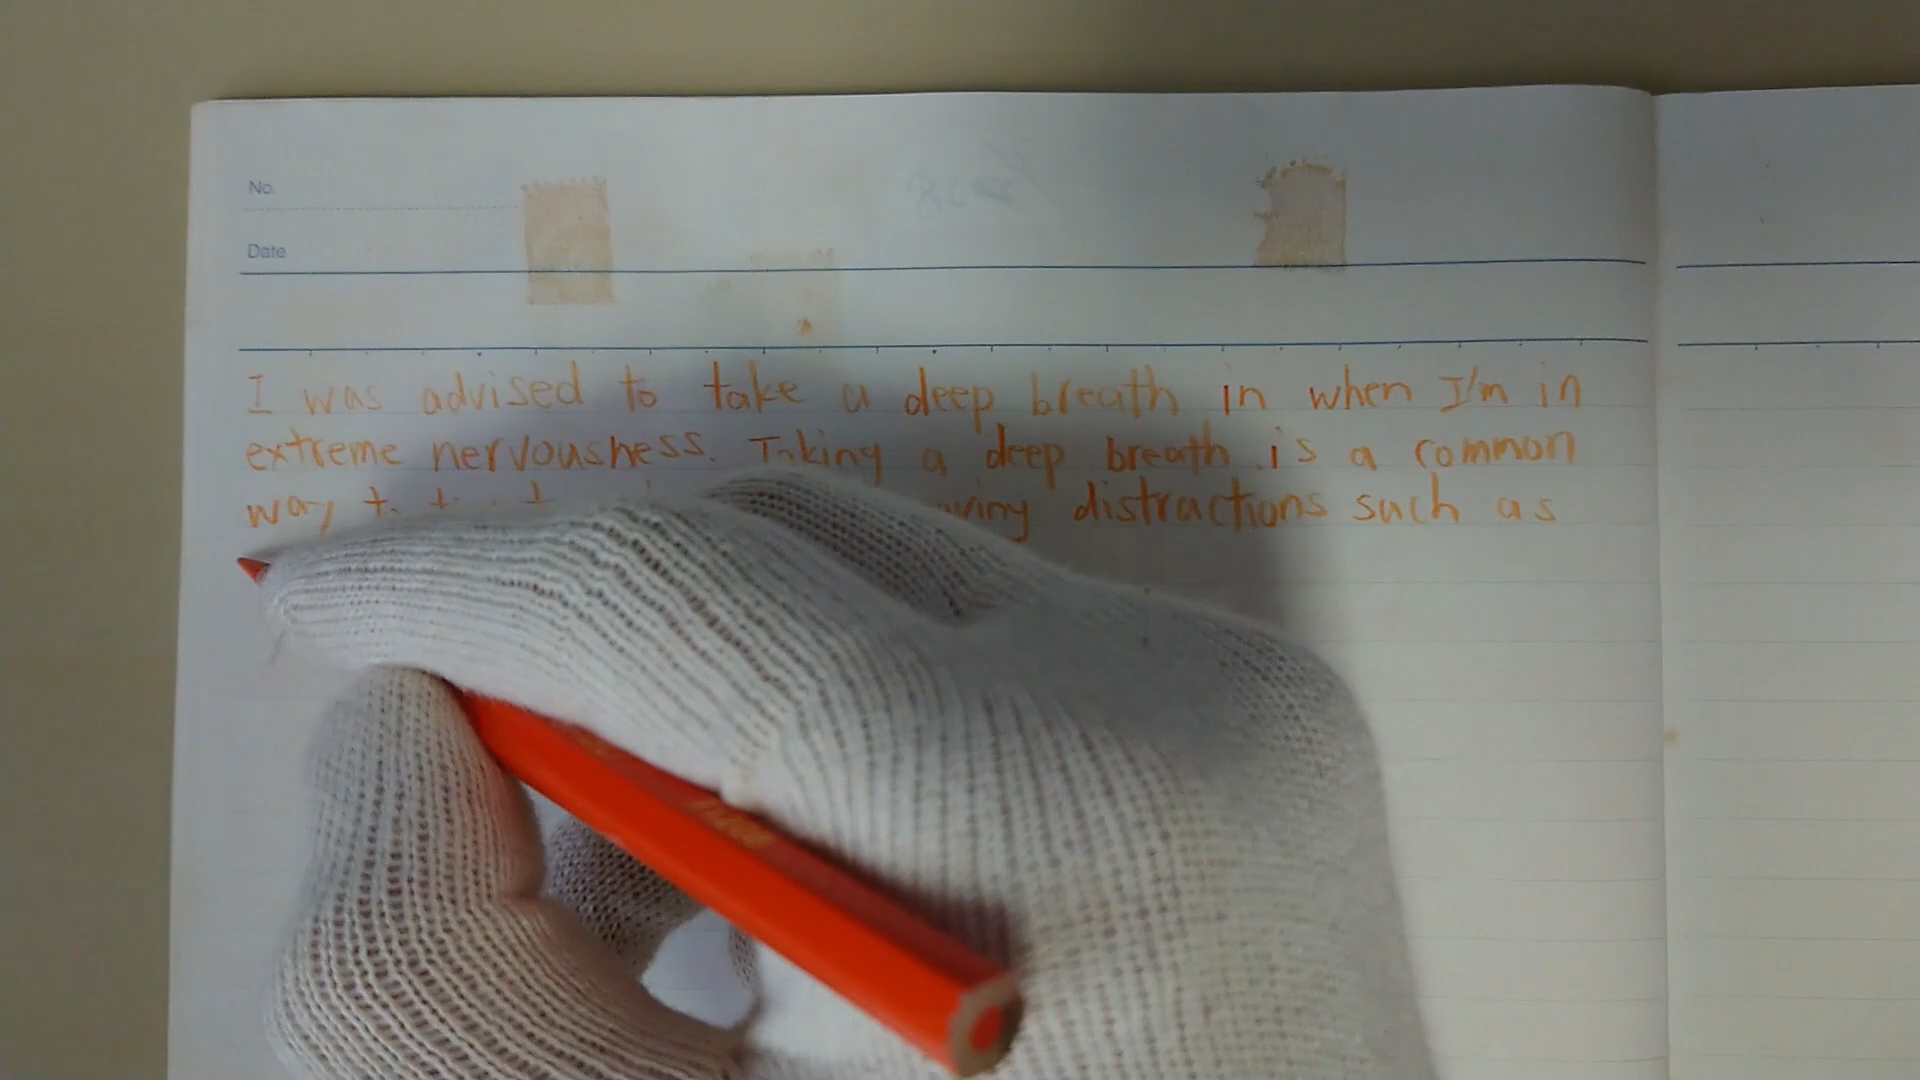 No.
Date
I was advised to take a deep breath in when I'm in
extreme nervousness. Taking a deep breath is a common
way distractions such as